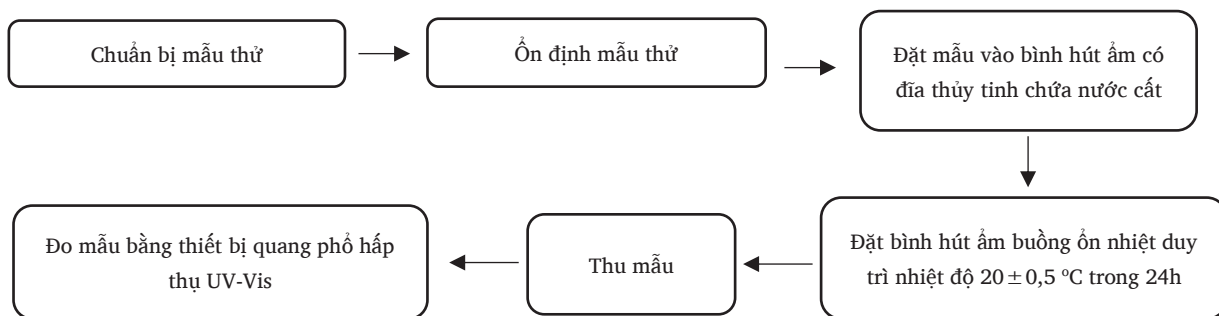 Chuẩn bị mẫu thử
Ổn định mẫu thử
Đặt mẫu vào bình hút ẩm có
đĩa thủy tinh chứa nước cất
Đặt bình hút ẩm buồng ổn nhiệt duy
trì nhiệt độ 20 ± 0,5 °C trong 24h
Thu mẫu
Đo mẫu bằng thiết bị quang phổ hấp
thụ UV-Vis